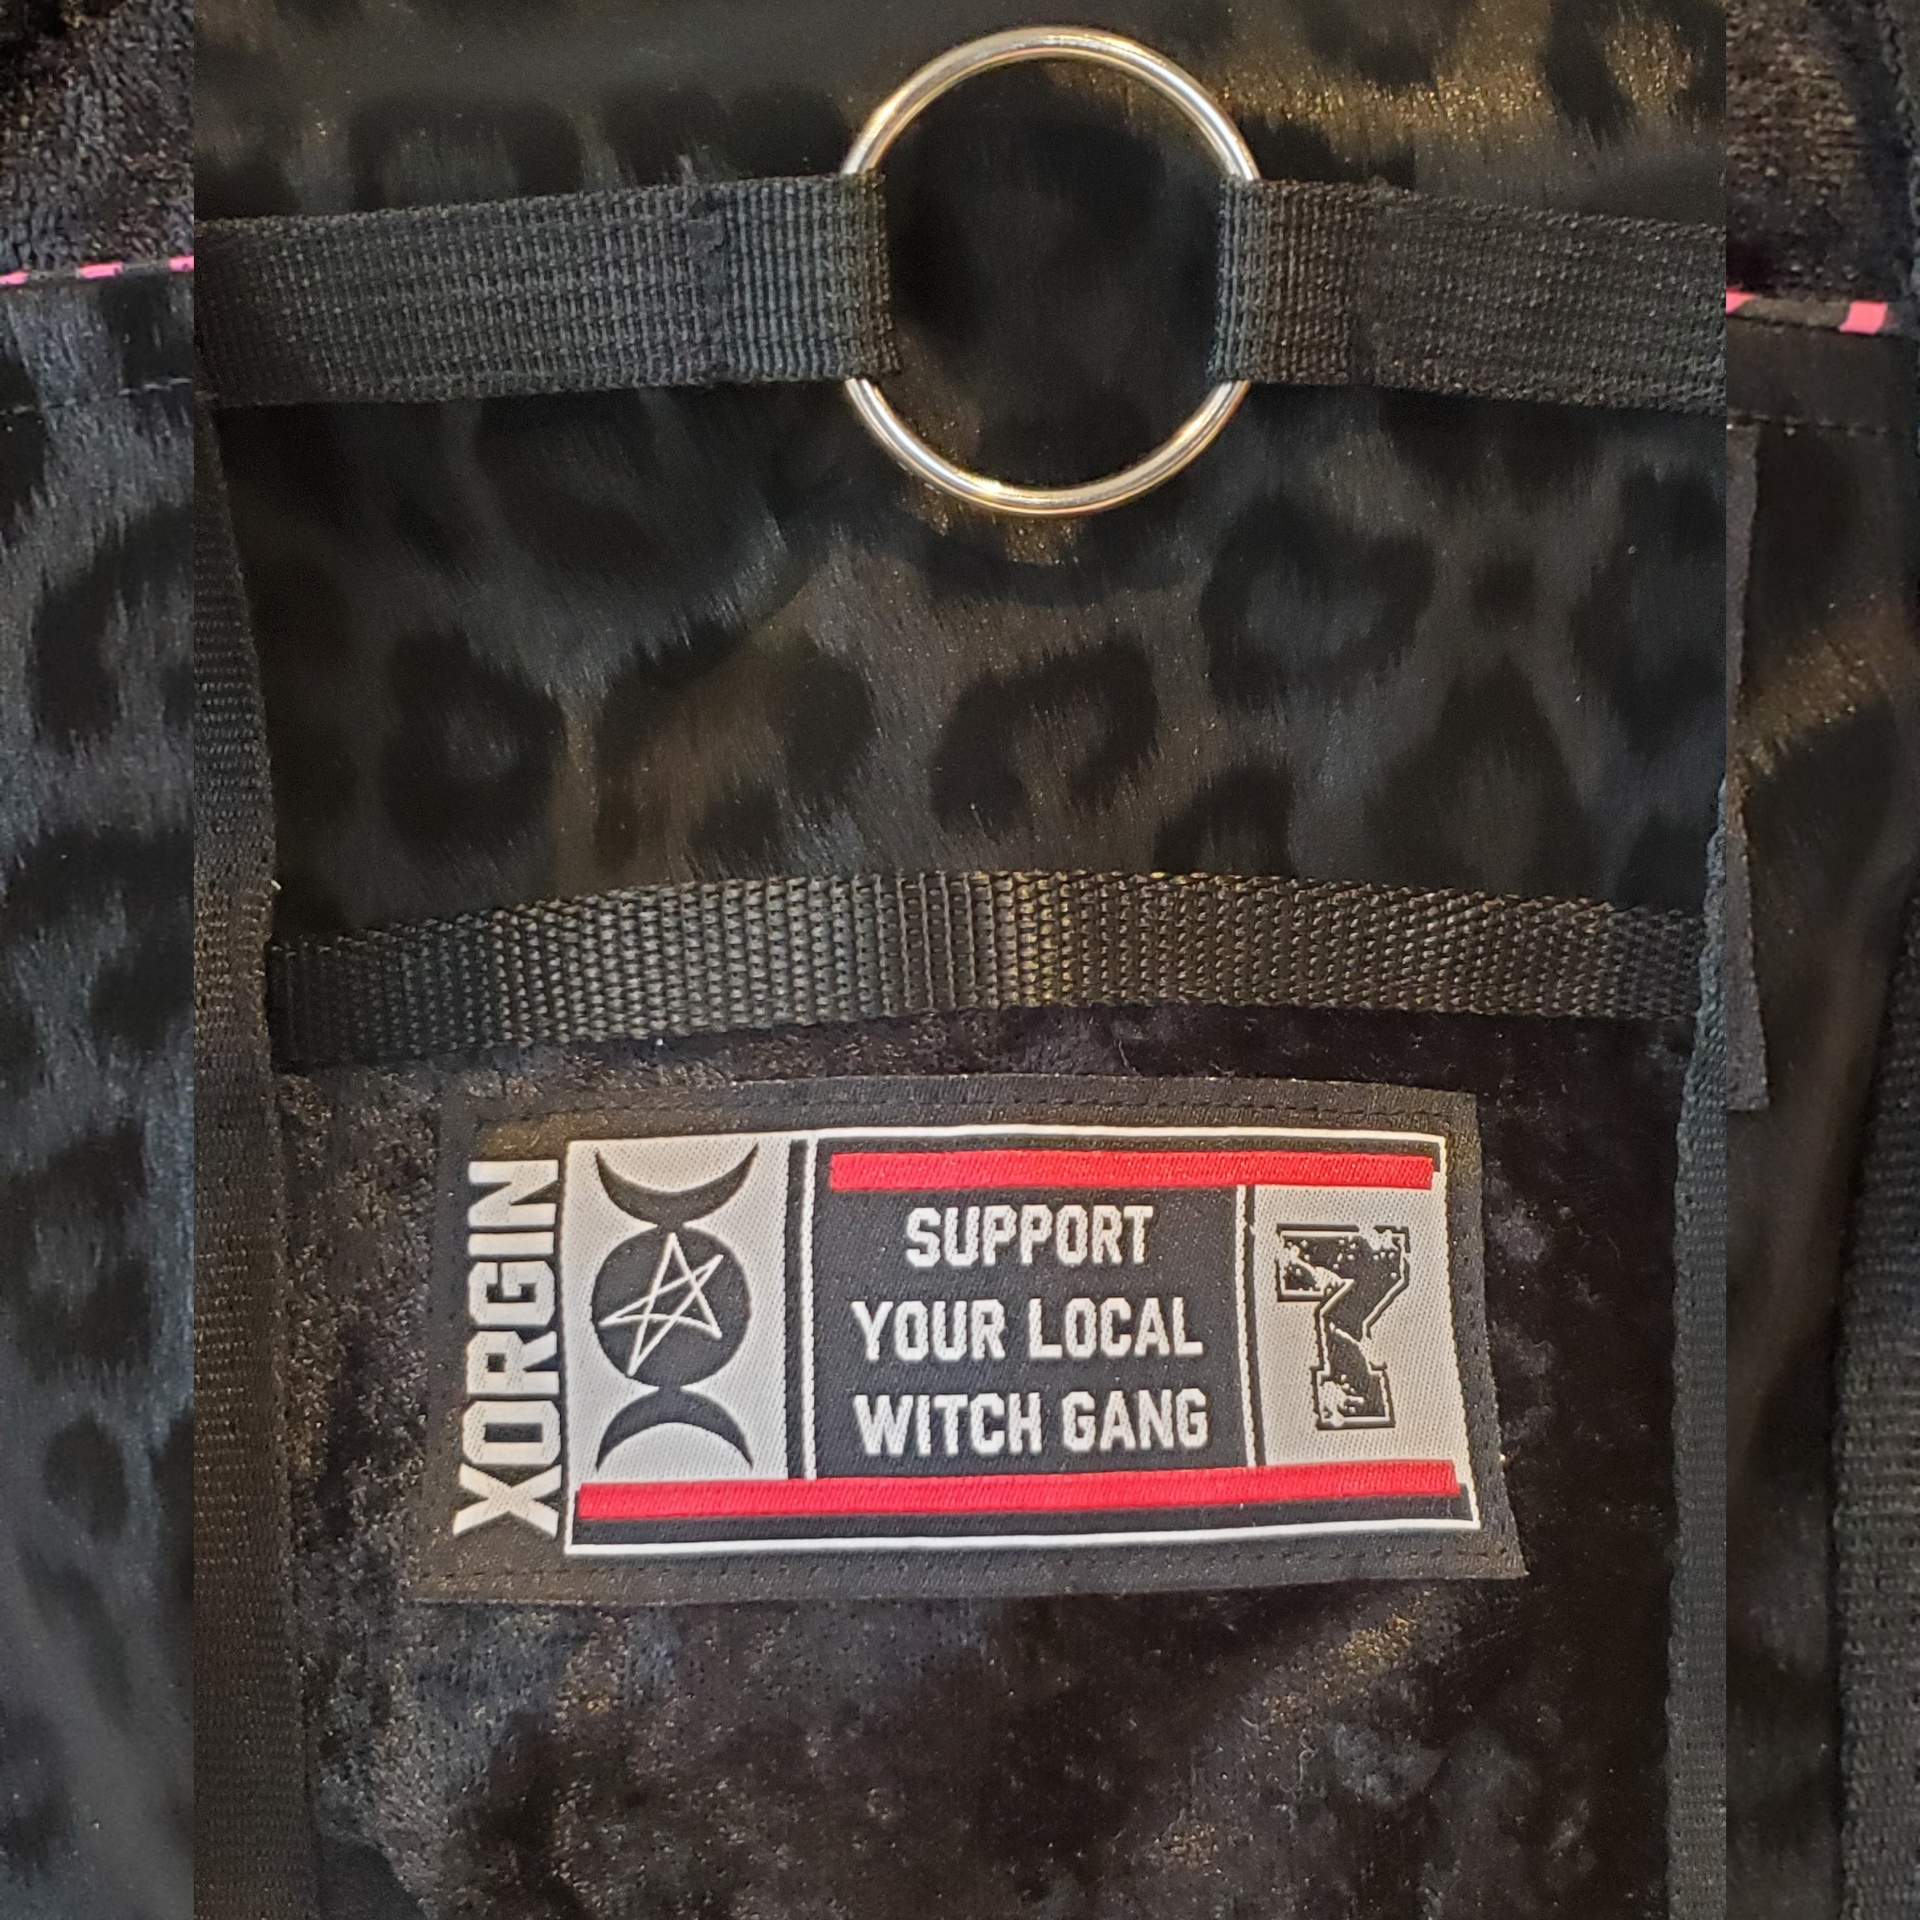 XORGIN
SUPPORT
YOUR LOCAL
WITCH GANG
7